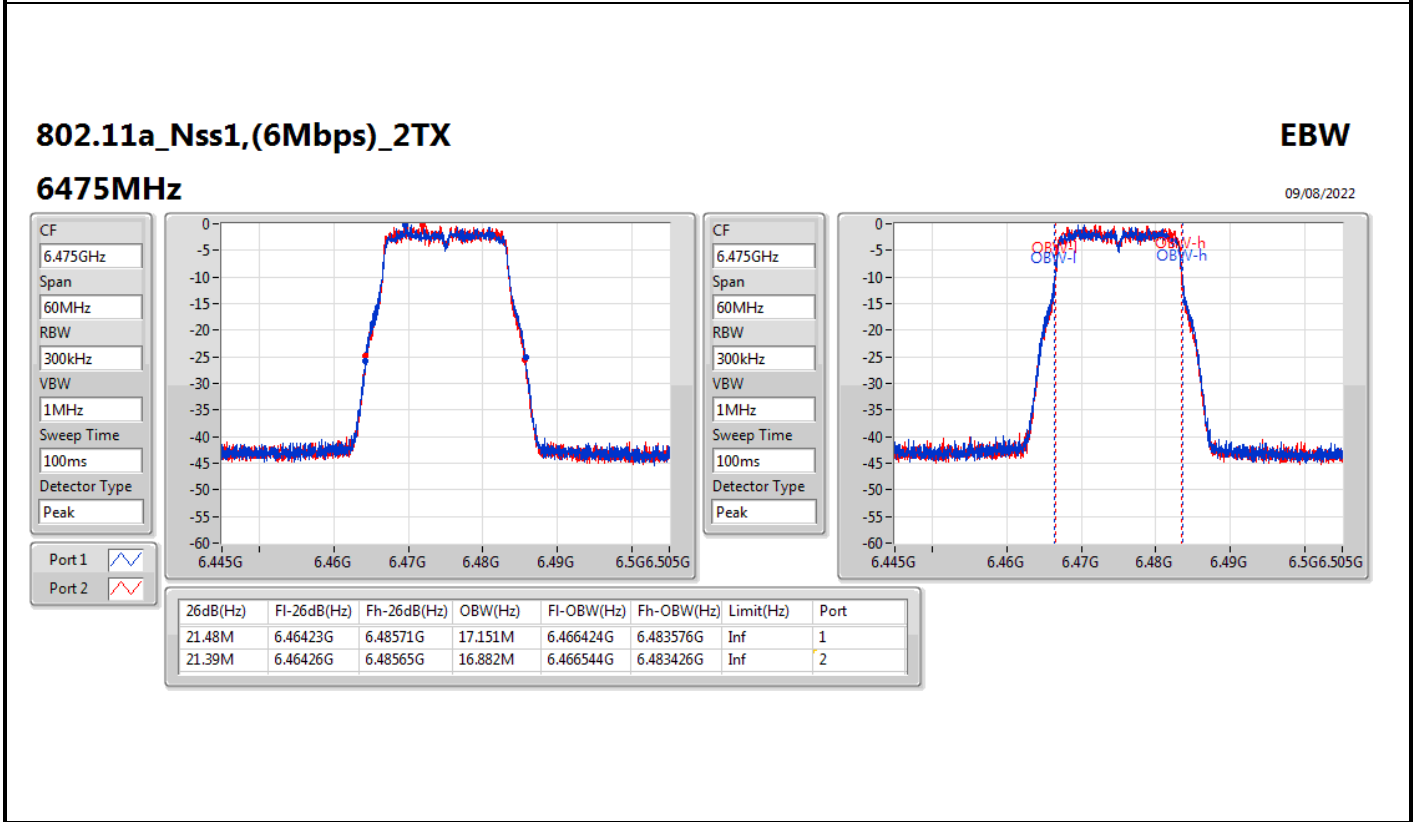 802.11a_Nss1,(6Mbps)_2TX
EBW
6475MHz
09/08/2022
CF
6.475GHz
Span
60MHz
RBW
300kHz
VBW
1MHz
Sweep Time
100ms
Detector Type
Peak
Port 1
Port 2
0
-5
-10
-15
-20
-25
-30
-35
-40
-45
-50
-55
-60
6.445G 6.46G 6.47G 6.48G 6.49G 6.5G 6.505G
CF
6.475GHz
Span
60MHz
RBW
300kHz
VBW
1MHz
Sweep Time
100ms
Detector Type
Peak
0
-5
-10
-15
-20
-25
-30
-35
-40
-45
-50
-55
-60
OBW-l OBW-h
OBW-l OBW-h
6.445G 6.46G 6.47G 6.48G 6.49G 6.5G 6.505G
26dB(Hz) Fl-26dB(Hz) Fh-26dB(Hz) OBW(Hz) Fl-OBW(Hz) Fh-OBW(Hz) Limit(Hz) Port
21.48M 6.46423G 6.48571G 17.151M 6.466424G 6.483576G Inf 1
21.39M 6.46426G 6.48565G 16.882M 6.466544G 6.483426G Inf 2